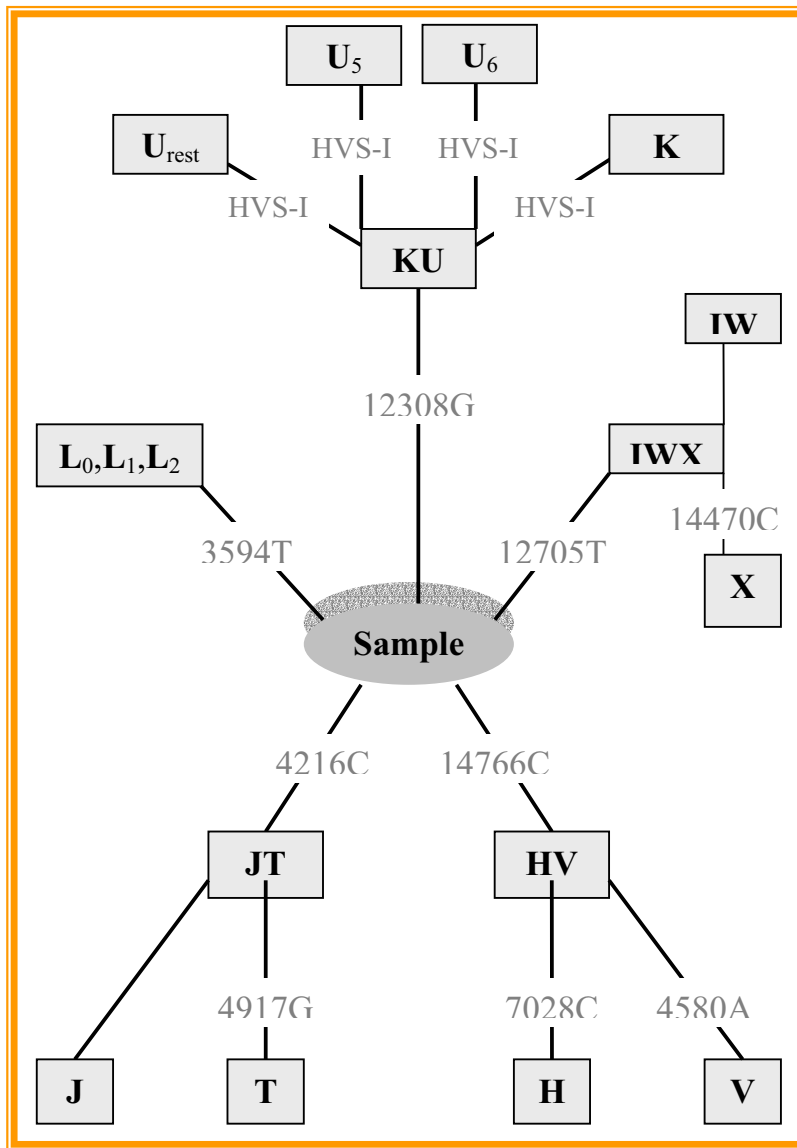 U₅
U₆
U_rest
HVS-I
HVS-I
K
HVS-I
HVS-I
KU
IW
12308G
L₀,L₁,L₂
IWX
14470C
3594T
12705T
X
Sample
4216C
14766C
JT
HV
4917G
7028C
4580A
J
T
H
V